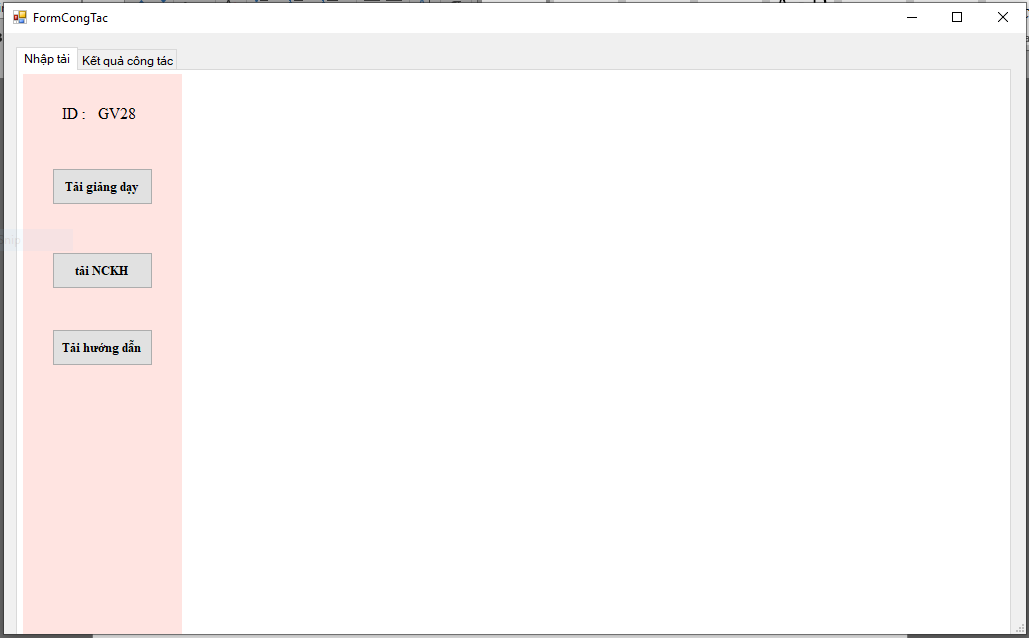 FormCongTac
Nhập tải
Kết quả công tác
ID : GV28
Tải giảng dạy
tải NCKH
Tải hướng dẫn